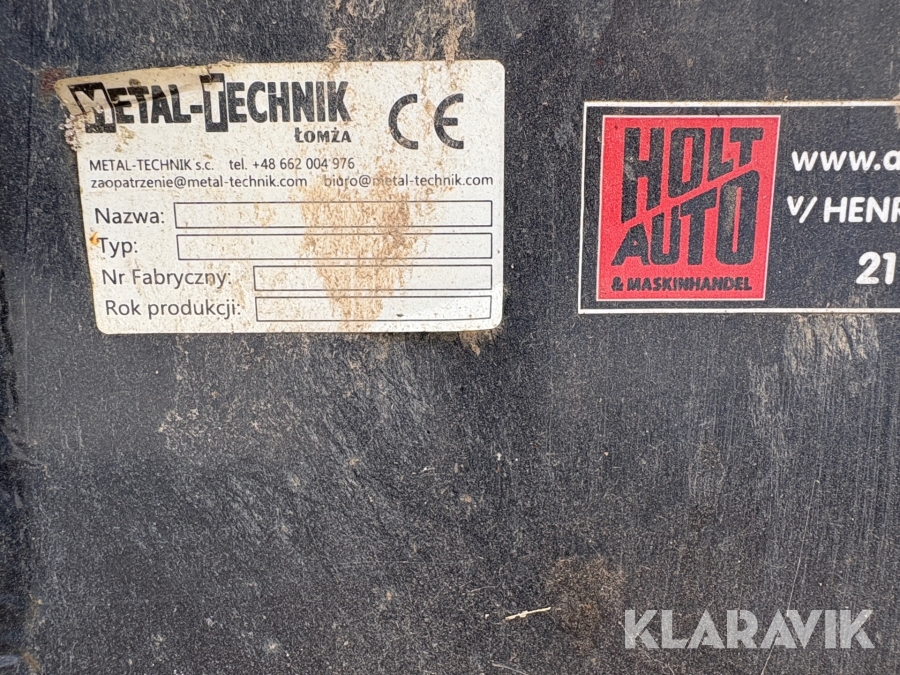 METAL-TECHNIK
ŁOMŻA
CE
METAL-TECHNIK s.c. tel. +48 662 004 976
zaopatrzenie@metal-technik.com biuro@metal-technik.com
Nazwa:
Typ:
Nr Fabryczny:
Rok produkcji:
HOLT
AUTO
& MASKINHANDEL
www.a
v/ HENR
21
KLARAVIK